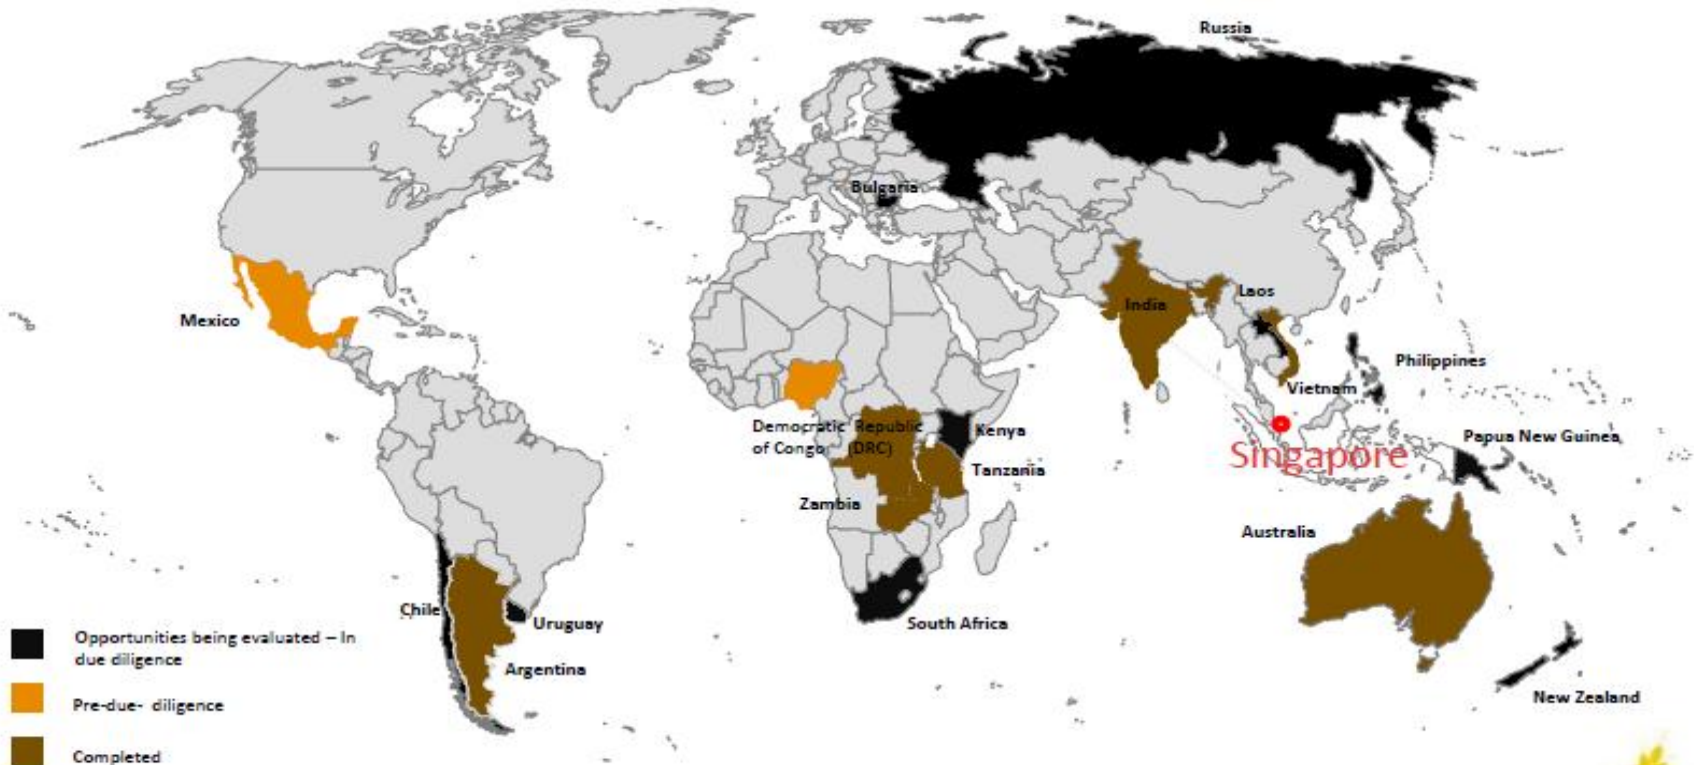 Russia
Bulgaria
Laos
India
Mexico
Philippines
Vietnam
Democratic Republic
of Congo (DRC)
Kenya
Papua New Guinea
Singapore
Tanzania
Zambia
Australia
Chile
Uruguay
South Africa
Argentina
New Zealand
Opportunities being evaluated – In
due diligence
Pre-due- diligence
Completed